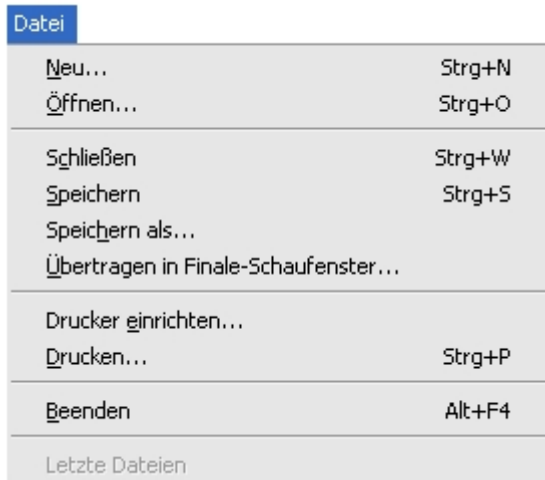 Datei
Neu... Strg+N
Öffnen... Strg+O
Schließen Strg+W
Speichern Strg+S
Speichern als...
Übertragen in Finale-Schaufenster...
Drucker einrichten...
Drucken... Strg+P
Beenden Alt+F4
Letzte Dateien